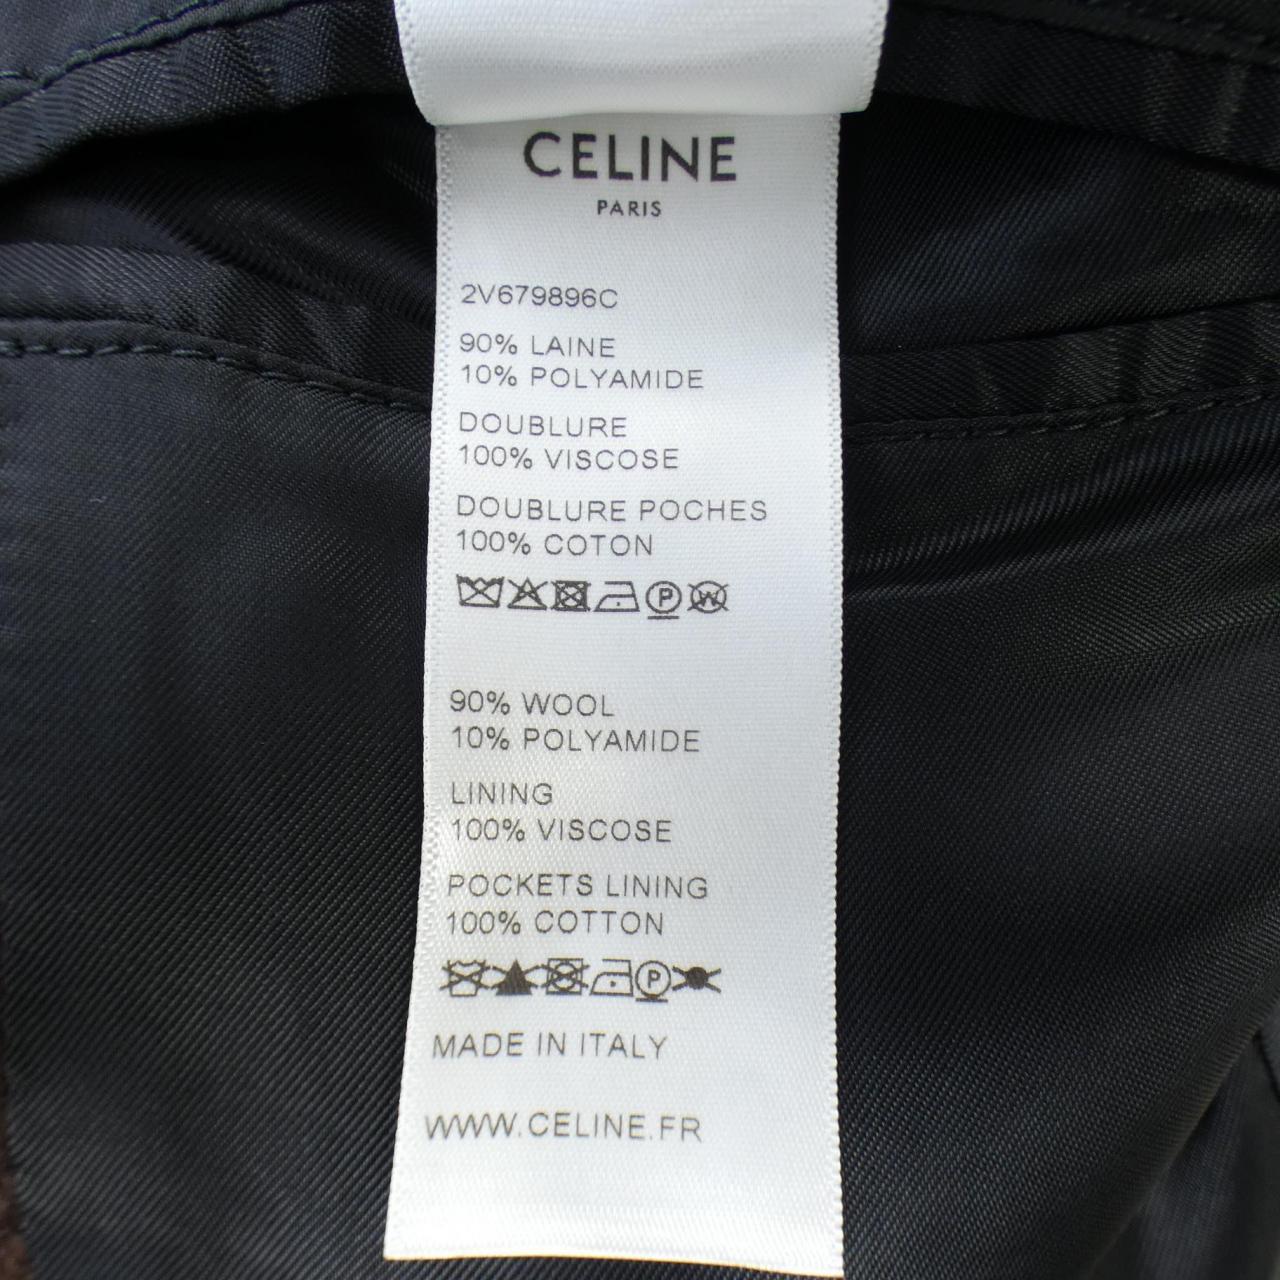 CELINE
PARIS
2V679896C
90% LAINE
10% POLYAMIDE
DOUBLURE
100% VISCOSE
DOUBLURE POCHES
100% COTON
P W
90% WOOL
10% POLYAMIDE
LINING
100% VISCOSE
POCKETS LINING
100% COTTON
P
MADE IN ITALY
WWW.CELINE.FR